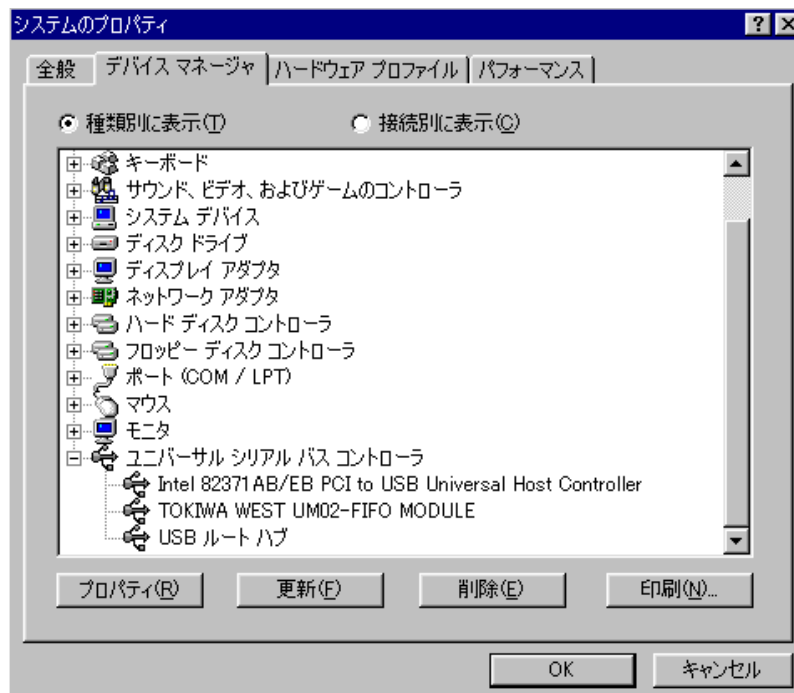 システムのプロパティ
全般 デバイス マネージャ ハードウェア プロファイル パフォーマンス
種類別に表示(T) 接続別に表示(C)
キーボード
サウンド、ビデオ、およびゲームのコントローラ
システム デバイス
ディスク ドライブ
ディスプレイ アダプタ
ネットワーク アダプタ
ハード ディスク コントローラ
フロッピー ディスク コントローラ
ポート (COM / LPT)
マウス
モニタ
ユニバーサル シリアル バス コントローラ
Intel 82371AB/EB PCI to USB Universal Host Controller
TOKIWA WEST UM02-FIFO MODULE
USB ルート ハブ
プロパティ(R) 更新(F) 削除(E) 印刷(N)...
OK キャンセル